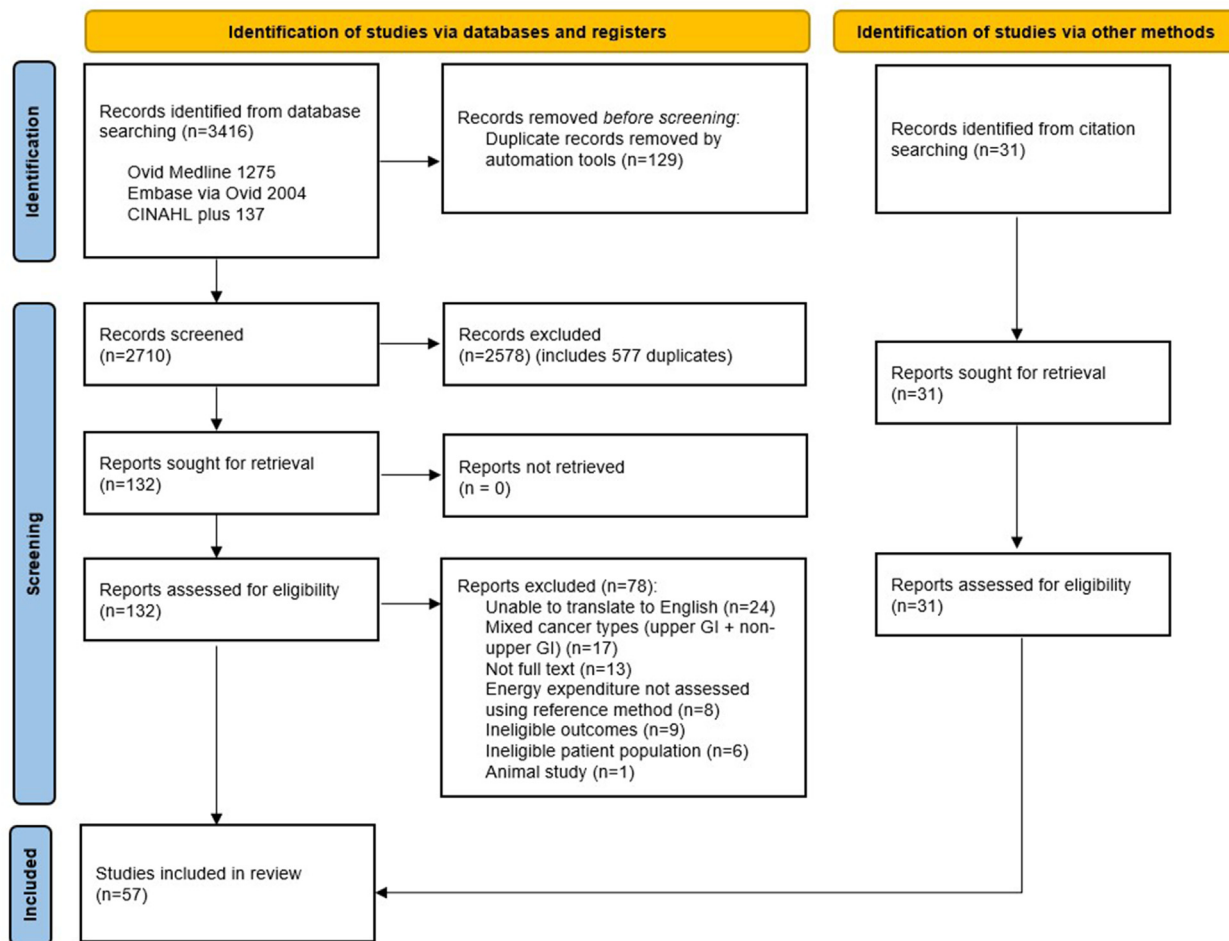 Identification of studies via databases and registers
Identification of studies via other methods
Identification
Records identified from database
searching (n=3416)
Ovid Medline 1275
Embase via Ovid 2004
CINAHL plus 137
Records removed before screening:
Duplicate records removed by
automation tools (n=129)
Records identified from citation
searching (n=31)
Screening
Records screened
(n=2710)
Records excluded
(n=2578) (includes 577 duplicates)
Reports sought for retrieval
(n=31)
Reports sought for retrieval
(n=132)
Reports not retrieved
(n = 0)
Reports assessed for eligibility
(n=132)
Reports excluded (n=78):
Unable to translate to English (n=24)
Mixed cancer types (upper GI + non-
upper GI) (n=17)
Not full text (n=13)
Energy expenditure not assessed
using reference method (n=8)
Ineligible outcomes (n=9)
Ineligible patient population (n=6)
Animal study (n=1)
Reports assessed for eligibility
(n=31)
Included
Studies included in review
(n=57)